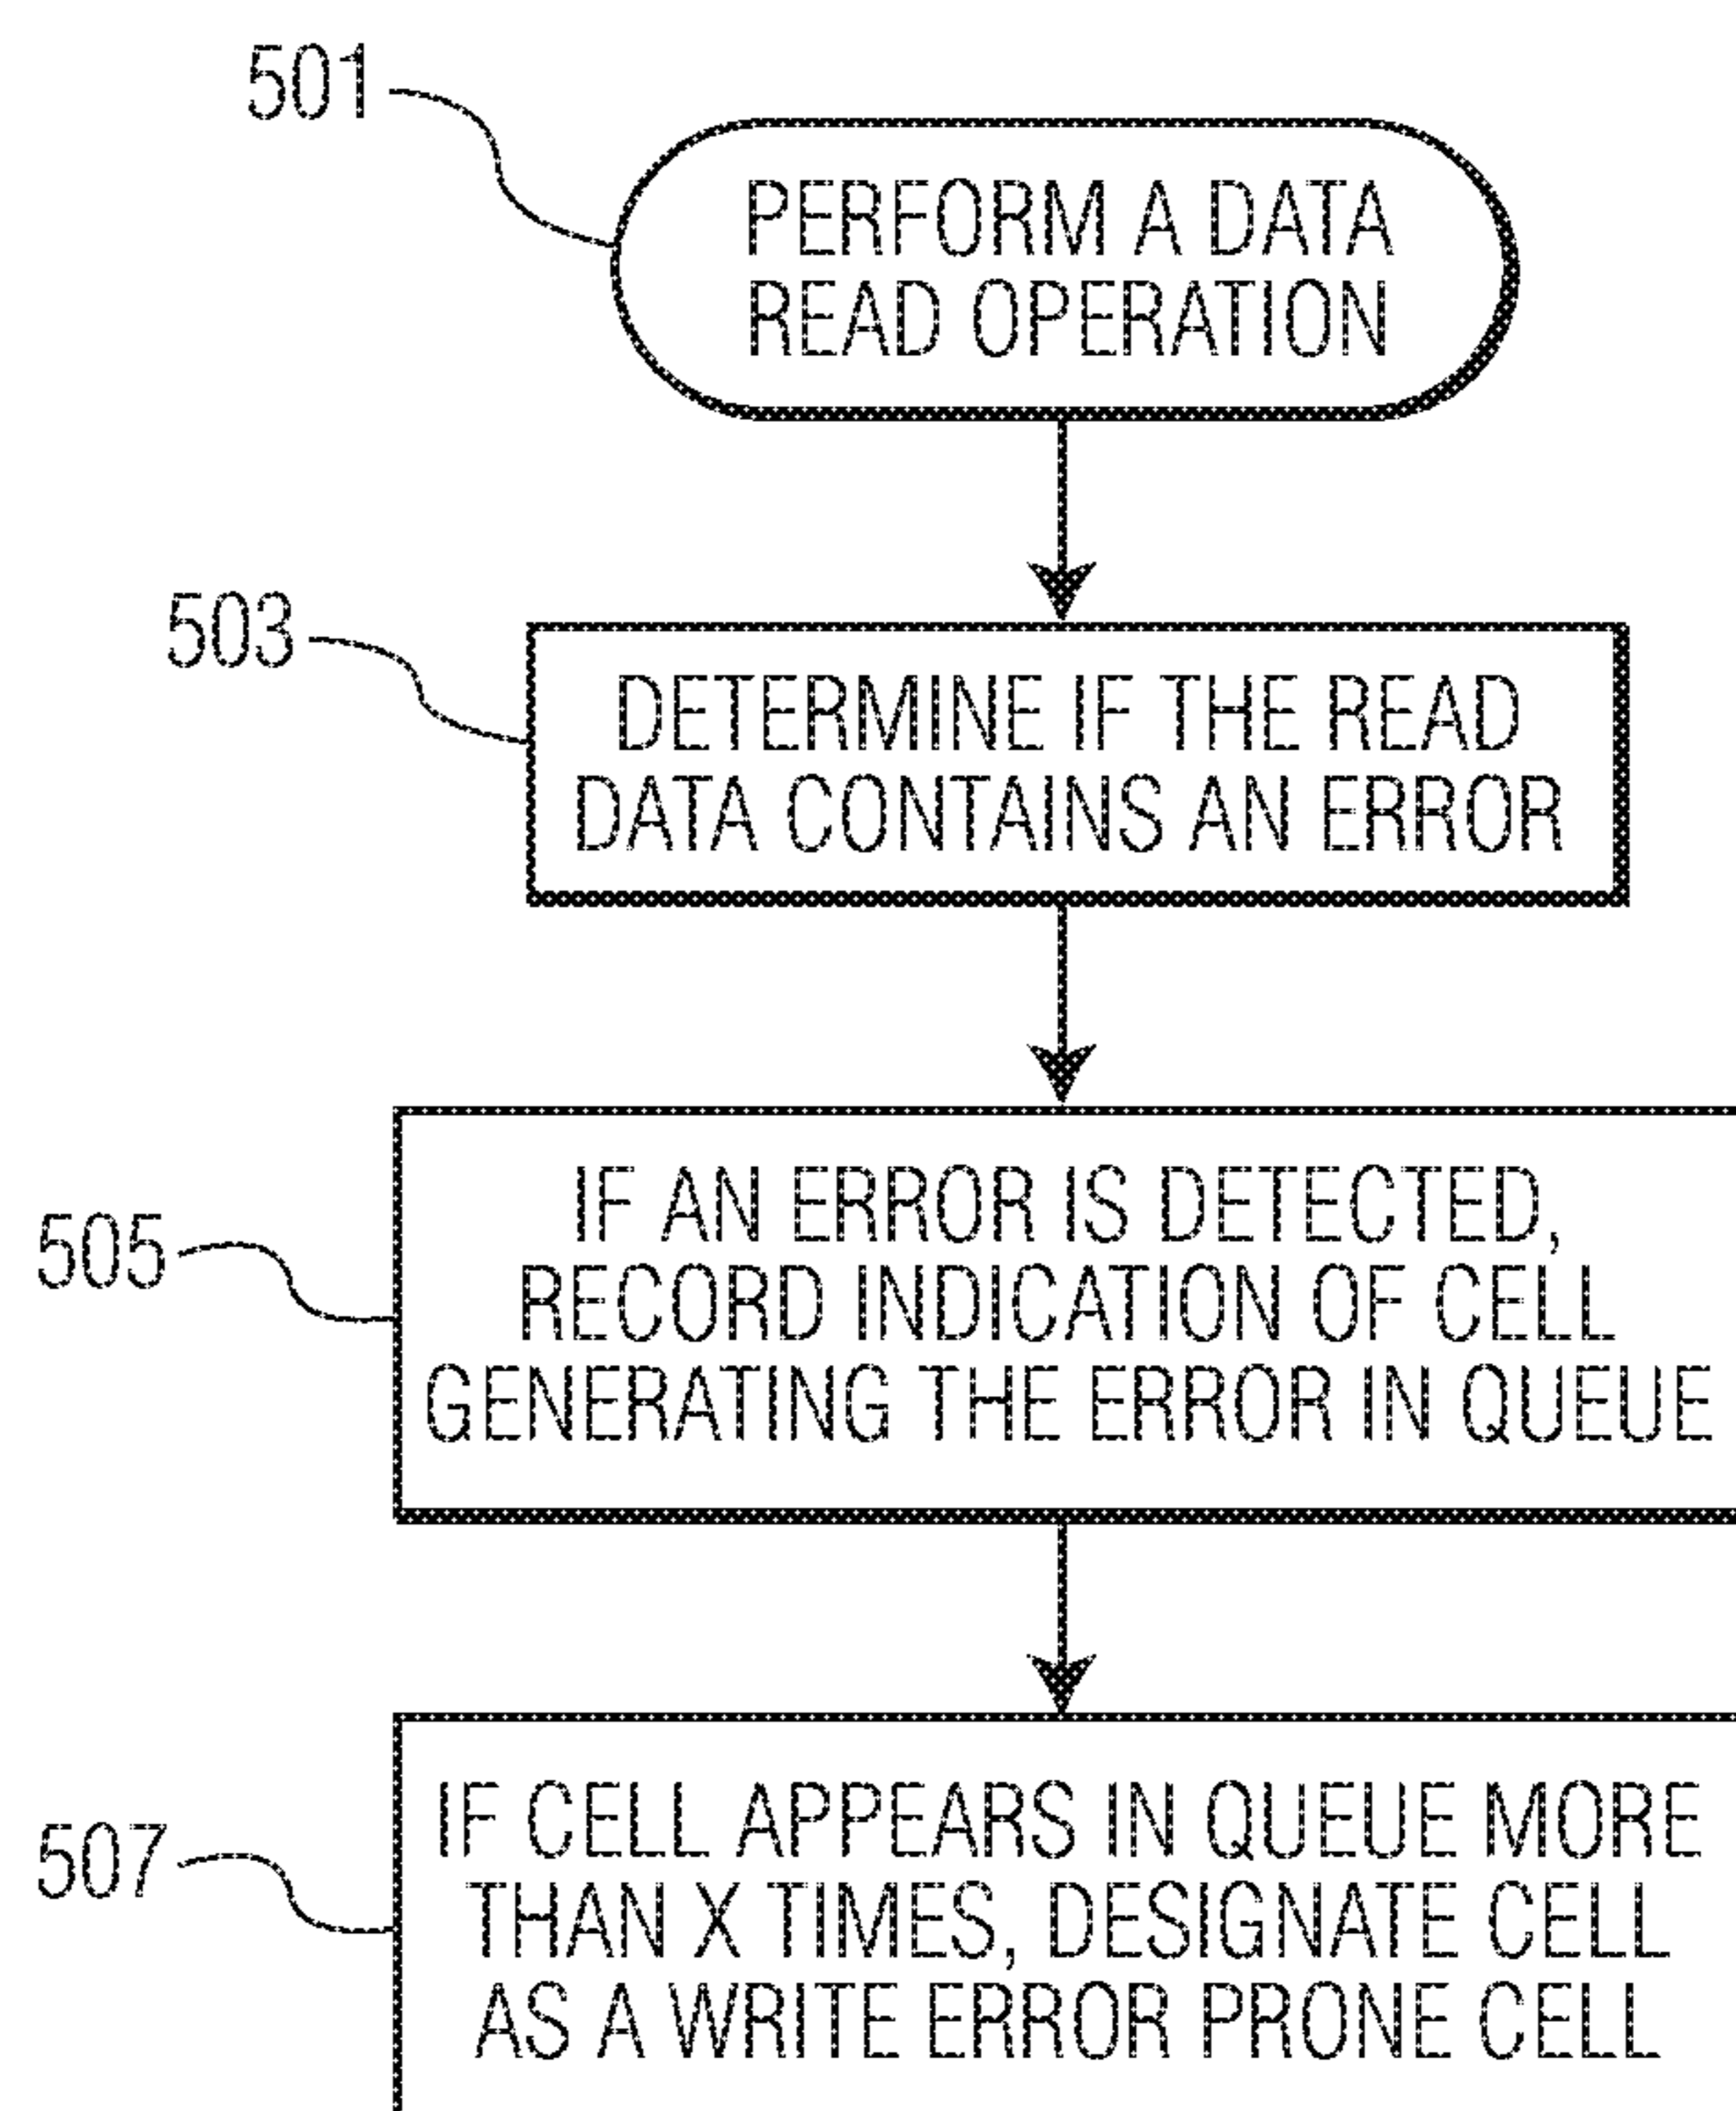 501
PERFORM A DATA
READ OPERATION
503
DETERMINE IF THE READ
DATA CONTAINS AN ERROR
505
IF AN ERROR IS DETECTED,
RECORD INDICATION OF CELL
GENERATING THE ERROR IN QUEUE
507
IF CELL APPEARS IN QUEUE MORE
THAN X TIMES, DESIGNATE CELL
AS A WRITE ERROR PRONE CELL